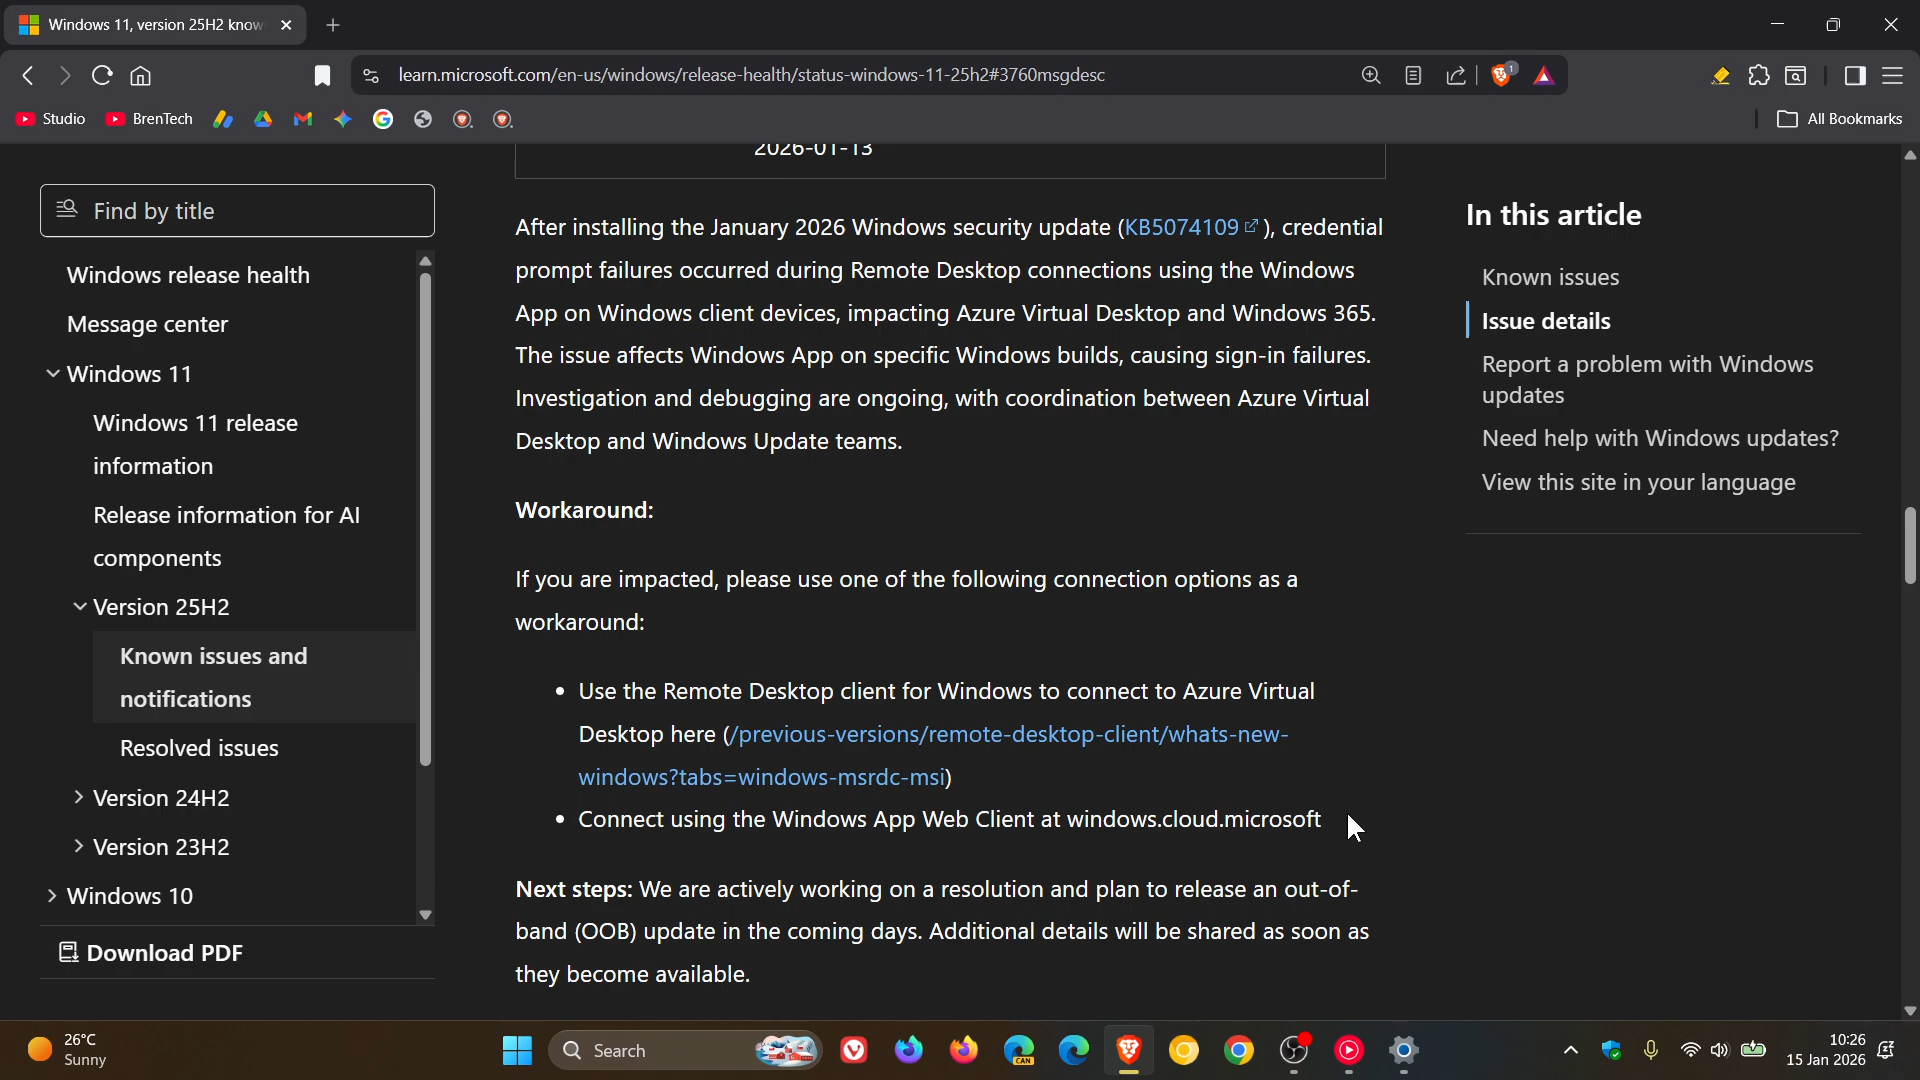 Windows 11, version 25H2 know
learn.microsoft.com/en-us/windows/release-health/status-windows-11-25h2#3760msgdesc
1
Studio
BrenTech
All Bookmarks
Find by title
Windows release health
Message center
Windows 11
Windows 11 release
information
Release information for AI
components
Version 25H2
Known issues and
notifications
Resolved issues
Version 24H2
Version 23H2
Windows 10
Download PDF
2026-01-13
After installing the January 2026 Windows security update (KB5074109), credential
prompt failures occurred during Remote Desktop connections using the Windows
App on Windows client devices, impacting Azure Virtual Desktop and Windows 365.
The issue affects Windows App on specific Windows builds, causing sign-in failures.
Investigation and debugging are ongoing, with coordination between Azure Virtual
Desktop and Windows Update teams.
Workaround:
If you are impacted, please use one of the following connection options as a
workaround:
• Use the Remote Desktop client for Windows to connect to Azure Virtual
Desktop here (/previous-versions/remote-desktop-client/whats-new-
windows?tabs=windows-msrdc-msi)
• Connect using the Windows App Web Client at windows.cloud.microsoft
Next steps: We are actively working on a resolution and plan to release an out-of-
band (OOB) update in the coming days. Additional details will be shared as soon as
they become available.
In this article
Known issues
Issue details
Report a problem with Windows
updates
Need help with Windows updates?
View this site in your language
26°C
Sunny
Search
CAN
10:26
15 Jan 2026